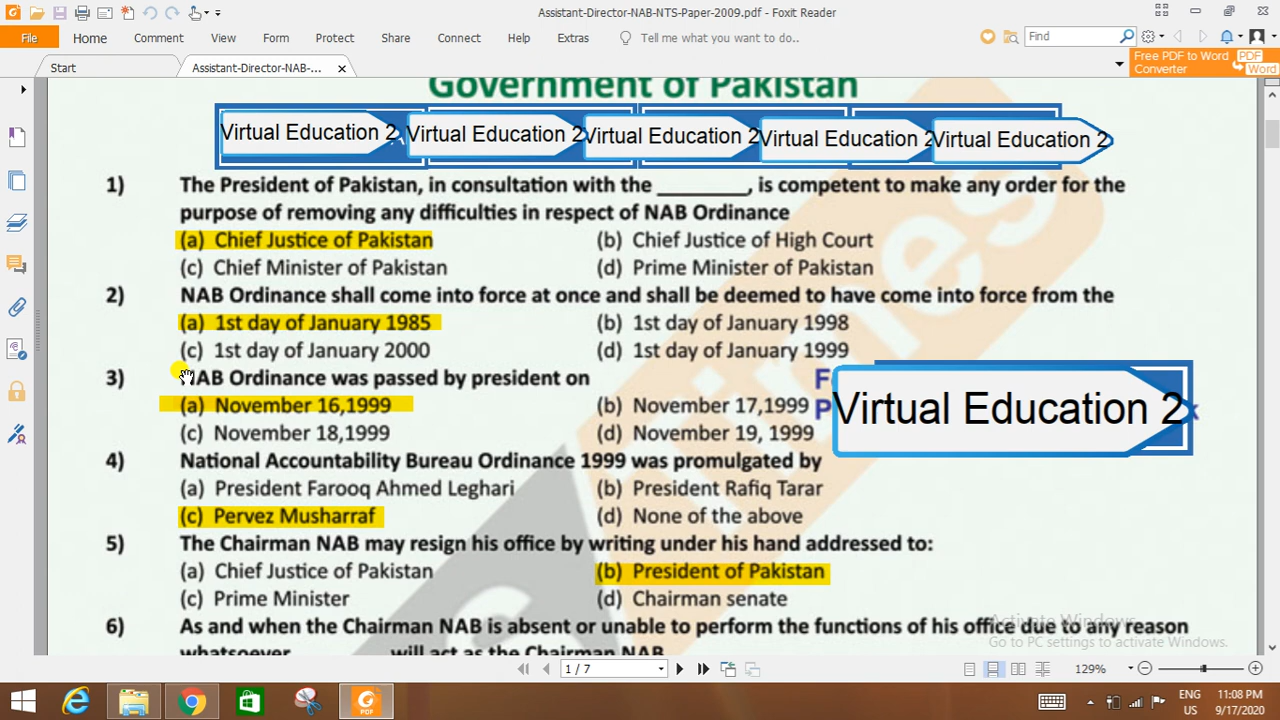 Assistant-Director-NAB-NTS-Paper-2009.pdf - Foxit Reader
File Home Comment View Form Protect Share Connect Help Extras Tell me what you want to do.. Find
Start Assistant-Director-NAB-... Free PDF to Word Converter PDF Word
Government of Pakistan
Virtual Education 2 Virtual Education 2 Virtual Education 2 Virtual Education 2 Virtual Education 2
1) The President of Pakistan, in consultation with the ________, is competent to make any order for the
purpose of removing any difficulties in respect of NAB Ordinance
(a) Chief Justice of Pakistan (b) Chief Justice of High Court
(c) Chief Minister of Pakistan (d) Prime Minister of Pakistan
2) NAB Ordinance shall come into force at once and shall be deemed to have come into force from the
(a) 1st day of January 1985 (b) 1st day of January 1998
(c) 1st day of January 2000 (d) 1st day of January 1999
3) NAB Ordinance was passed by president on
(a) November 16,1999 (b) November 17,1999
Virtual Education 2
(c) November 18,1999 (d) November 19, 1999
4) National Accountability Bureau Ordinance 1999 was promulgated by
(a) President Farooq Ahmed Leghari (b) President Rafiq Tarar
(c) Pervez Musharraf (d) None of the above
5) The Chairman NAB may resign his office by writing under his hand addressed to:
(a) Chief Justice of Pakistan (b) President of Pakistan
(c) Prime Minister (d) Chairman senate
Activate Windows
6) As and when the Chairman NAB is absent or unable to perform the functions of his office due to any reason
Go to PC settings to activate Windows.
whatsoever will act as the Chairman NAB
1 / 7 129%
ENG 11:08 PM
US 9/17/2020